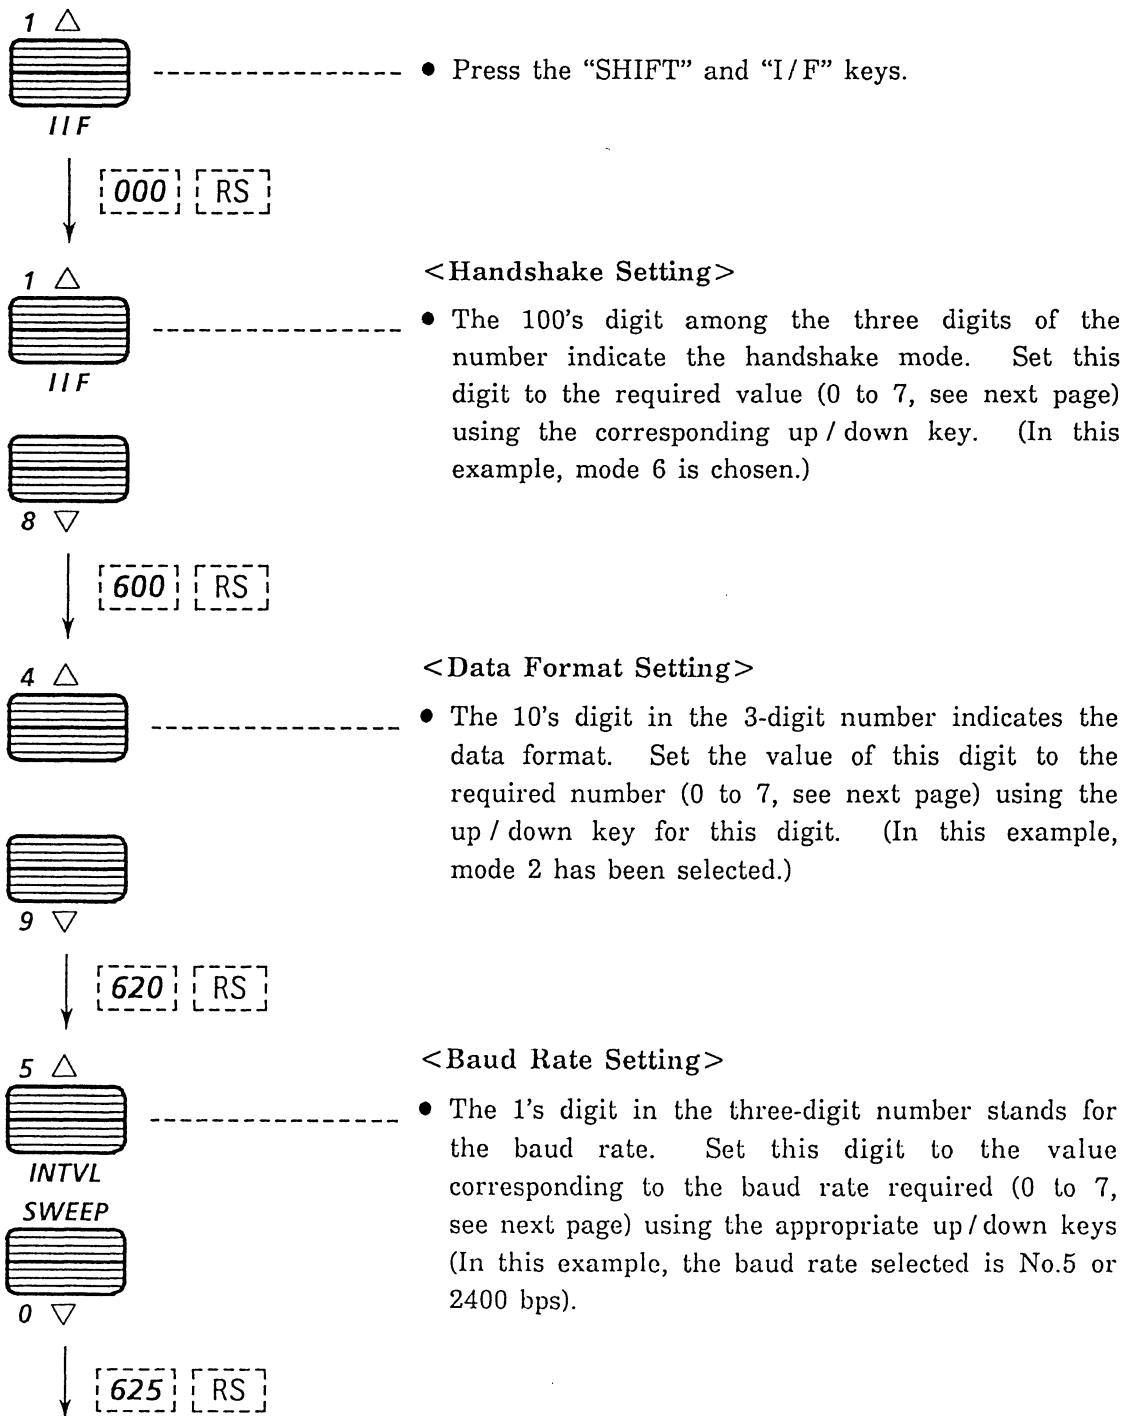 1 △
• Press the “SHIFT” and “I/F” keys.
I/F
000 RS
1 △
<Handshake Setting>
• The 100's digit among the three digits of the
number indicate the handshake mode. Set this
digit to the required value (0 to 7, see next page)
using the corresponding up / down key. (In this
example, mode 6 is chosen.)
I/F
8 ▽
600 RS
4 △
<Data Format Setting>
• The 10's digit in the 3-digit number indicates the
data format. Set the value of this digit to the
required number (0 to 7, see next page) using the
up / down key for this digit. (In this example,
mode 2 has been selected.)
9 ▽
620 RS
5 △
<Baud Rate Setting>
• The 1's digit in the three-digit number stands for
the baud rate. Set this digit to the value
corresponding to the baud rate required (0 to 7,
see next page) using the appropriate up / down keys
(In this example, the baud rate selected is No.5 or
2400 bps).
INTVL
SWEEP
0 ▽
625 RS